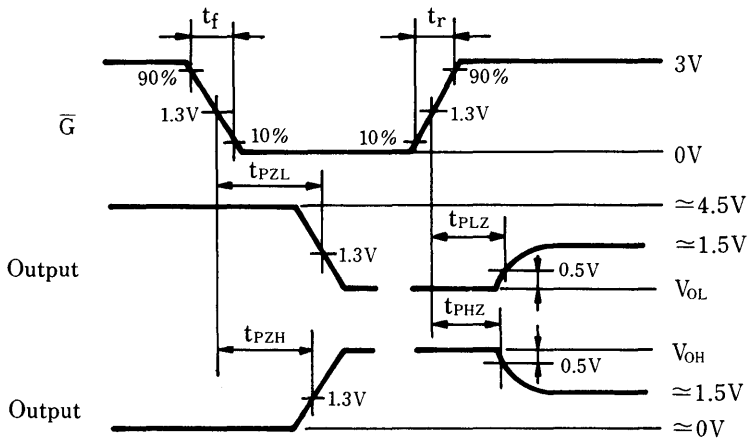 tf tr
90% 90% 3V
G̅ 1.3V 1.3V
10% 10%
0V
tPZL
≃4.5V
tPLZ
≃1.5V
1.3V 0.5V
Output
VOL
tPHZ
tPZH
VOH
0.5V
1.3V ≃1.5V
Output
≃0V